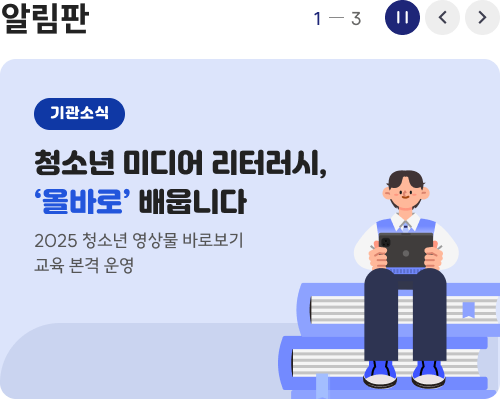 알림판
1 — 3
기관소식
청소년 미디어 리터러시,
‘올바로’ 배웁니다
2025 청소년 영상물 바로보기
교육 본격 운영